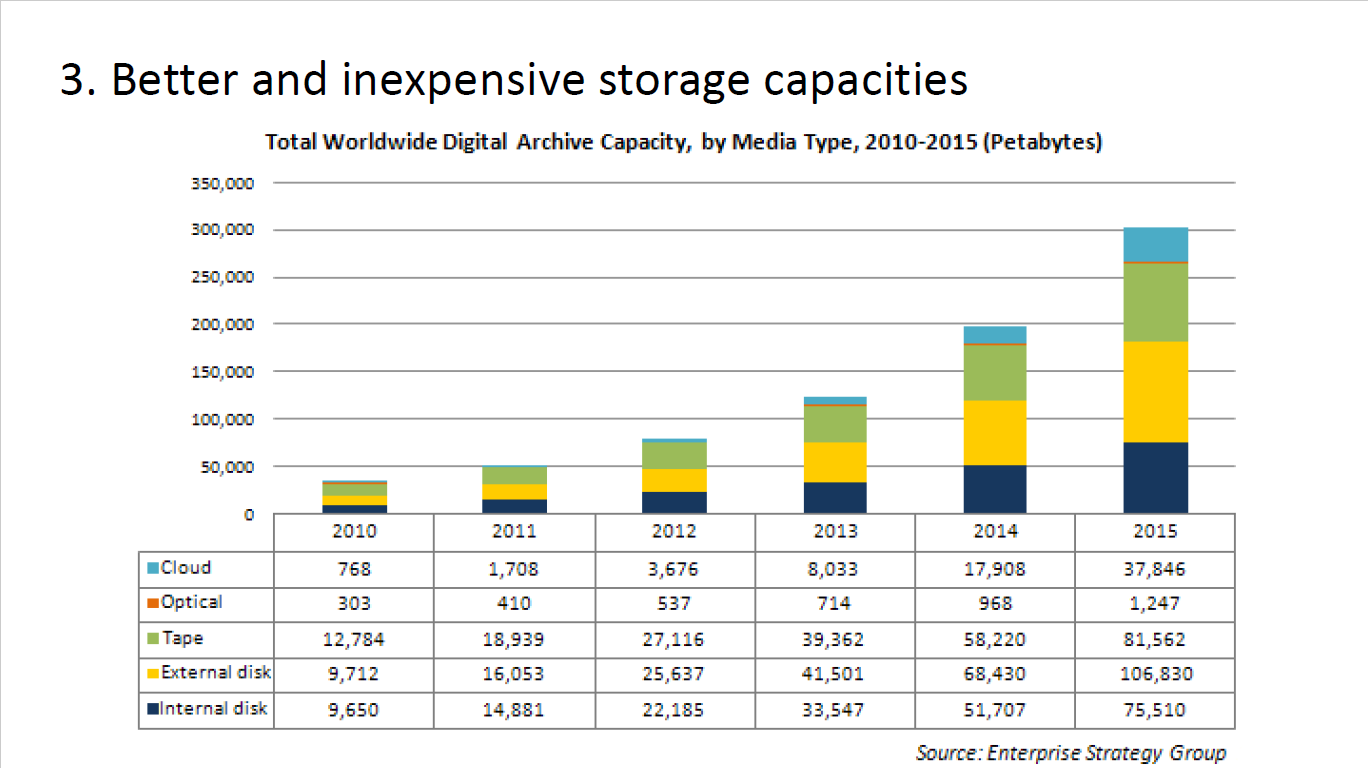 3. Better and inexpensive storage capacities
Total Worldwide Digital Archive Capacity, by Media Type, 2010-2015 (Petabytes)
350,000
300,000
250,000
200,000
150,000
100,000
50,000
0
2010 2011 2012 2013 2014 2015
Cloud 768 1,708 3,676 8,033 17,908 37,846
Optical 303 410 537 714 968 1,247
Tape 12,784 18,939 27,116 39,362 58,220 81,562
External disk 9,712 16,053 25,637 41,501 68,430 106,830
Internal disk 9,650 14,881 22,185 33,547 51,707 75,510
Source: Enterprise Strategy Group